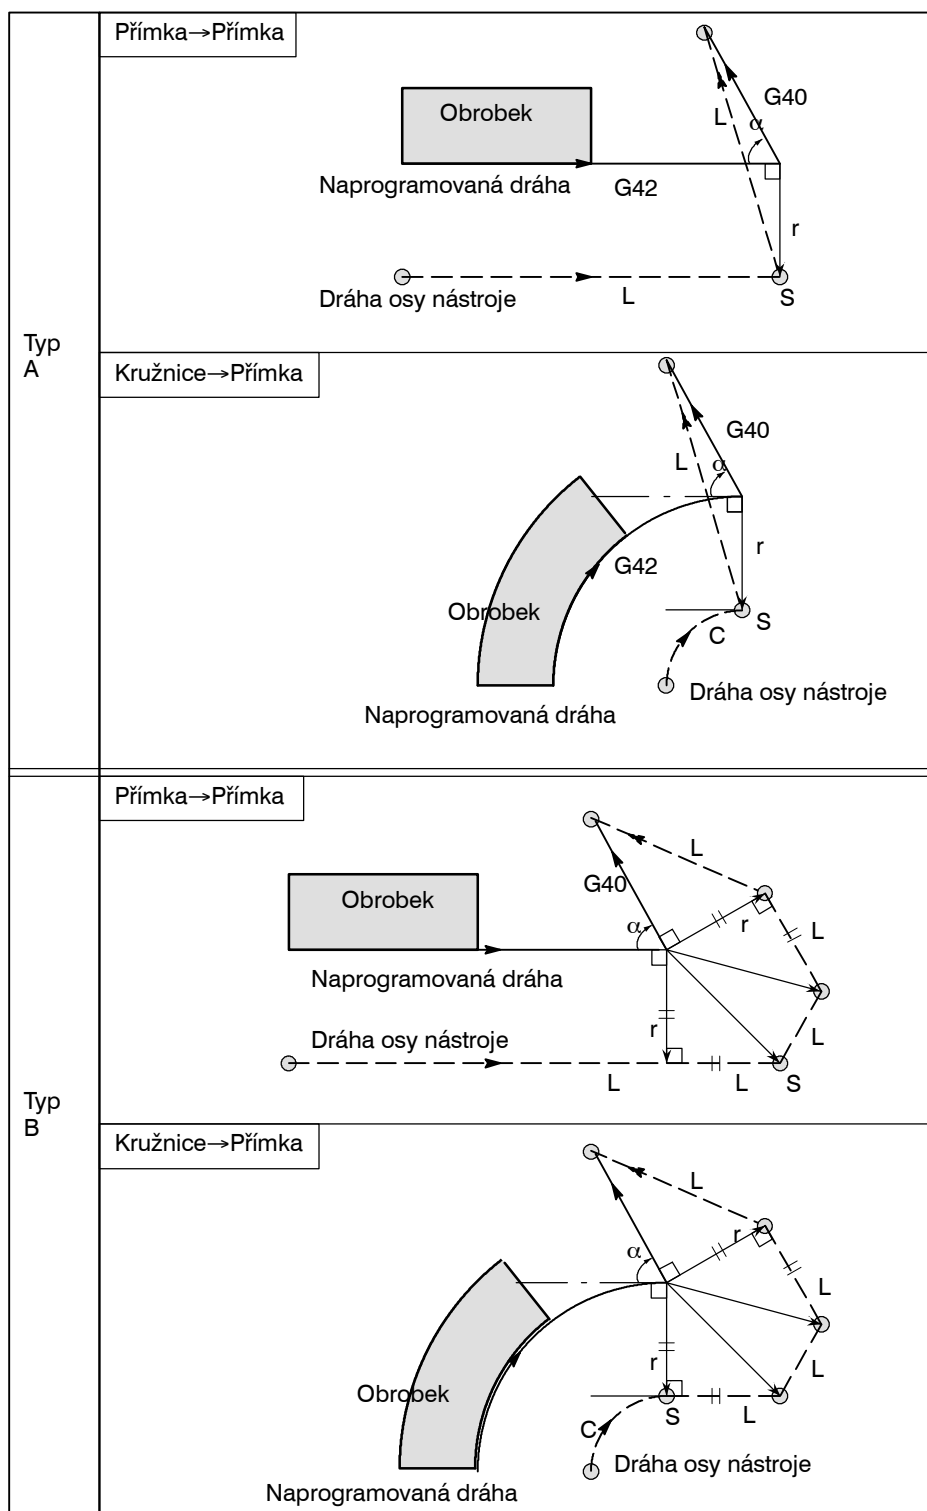 Typ
A
Přímka→Přímka
Obrobek
G40
L
α
Naprogramovaná dráha
G42
r
Dráha osy nástroje
L
S
Kružnice→Přímka
G40
L
α
r
G42
Obrobek
C
S
Dráha osy nástroje
Naprogramovaná dráha
Typ
B
Přímka→Přímka
L
G40
Obrobek
α
r
L
Naprogramovaná dráha
r
L
Dráha osy nástroje
L
L
S
Kružnice→Přímka
L
r
α
L
r
L
Obrobek
S
L
C
Dráha osy nástroje
Naprogramovaná dráha